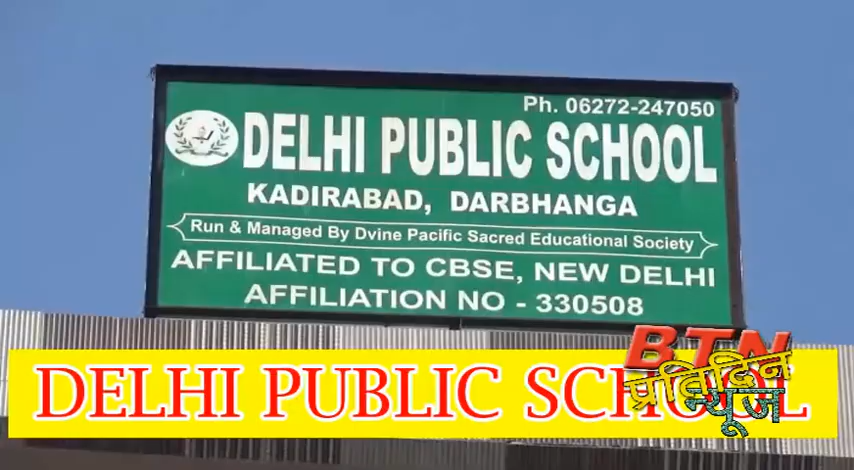 Ph. 06272-247050
DELHI PUBLIC SCHOOL
KADIRABAD, DARBHANGA
Run & Managed By Dvine Pacific Sacred Educational Society
AFFILIATED TO CBSE, NEW DELHI
AFFILIATION NO - 330508
BTN
प्रतिदिन
न्यूज
DELHI PUBLIC SCHOOL